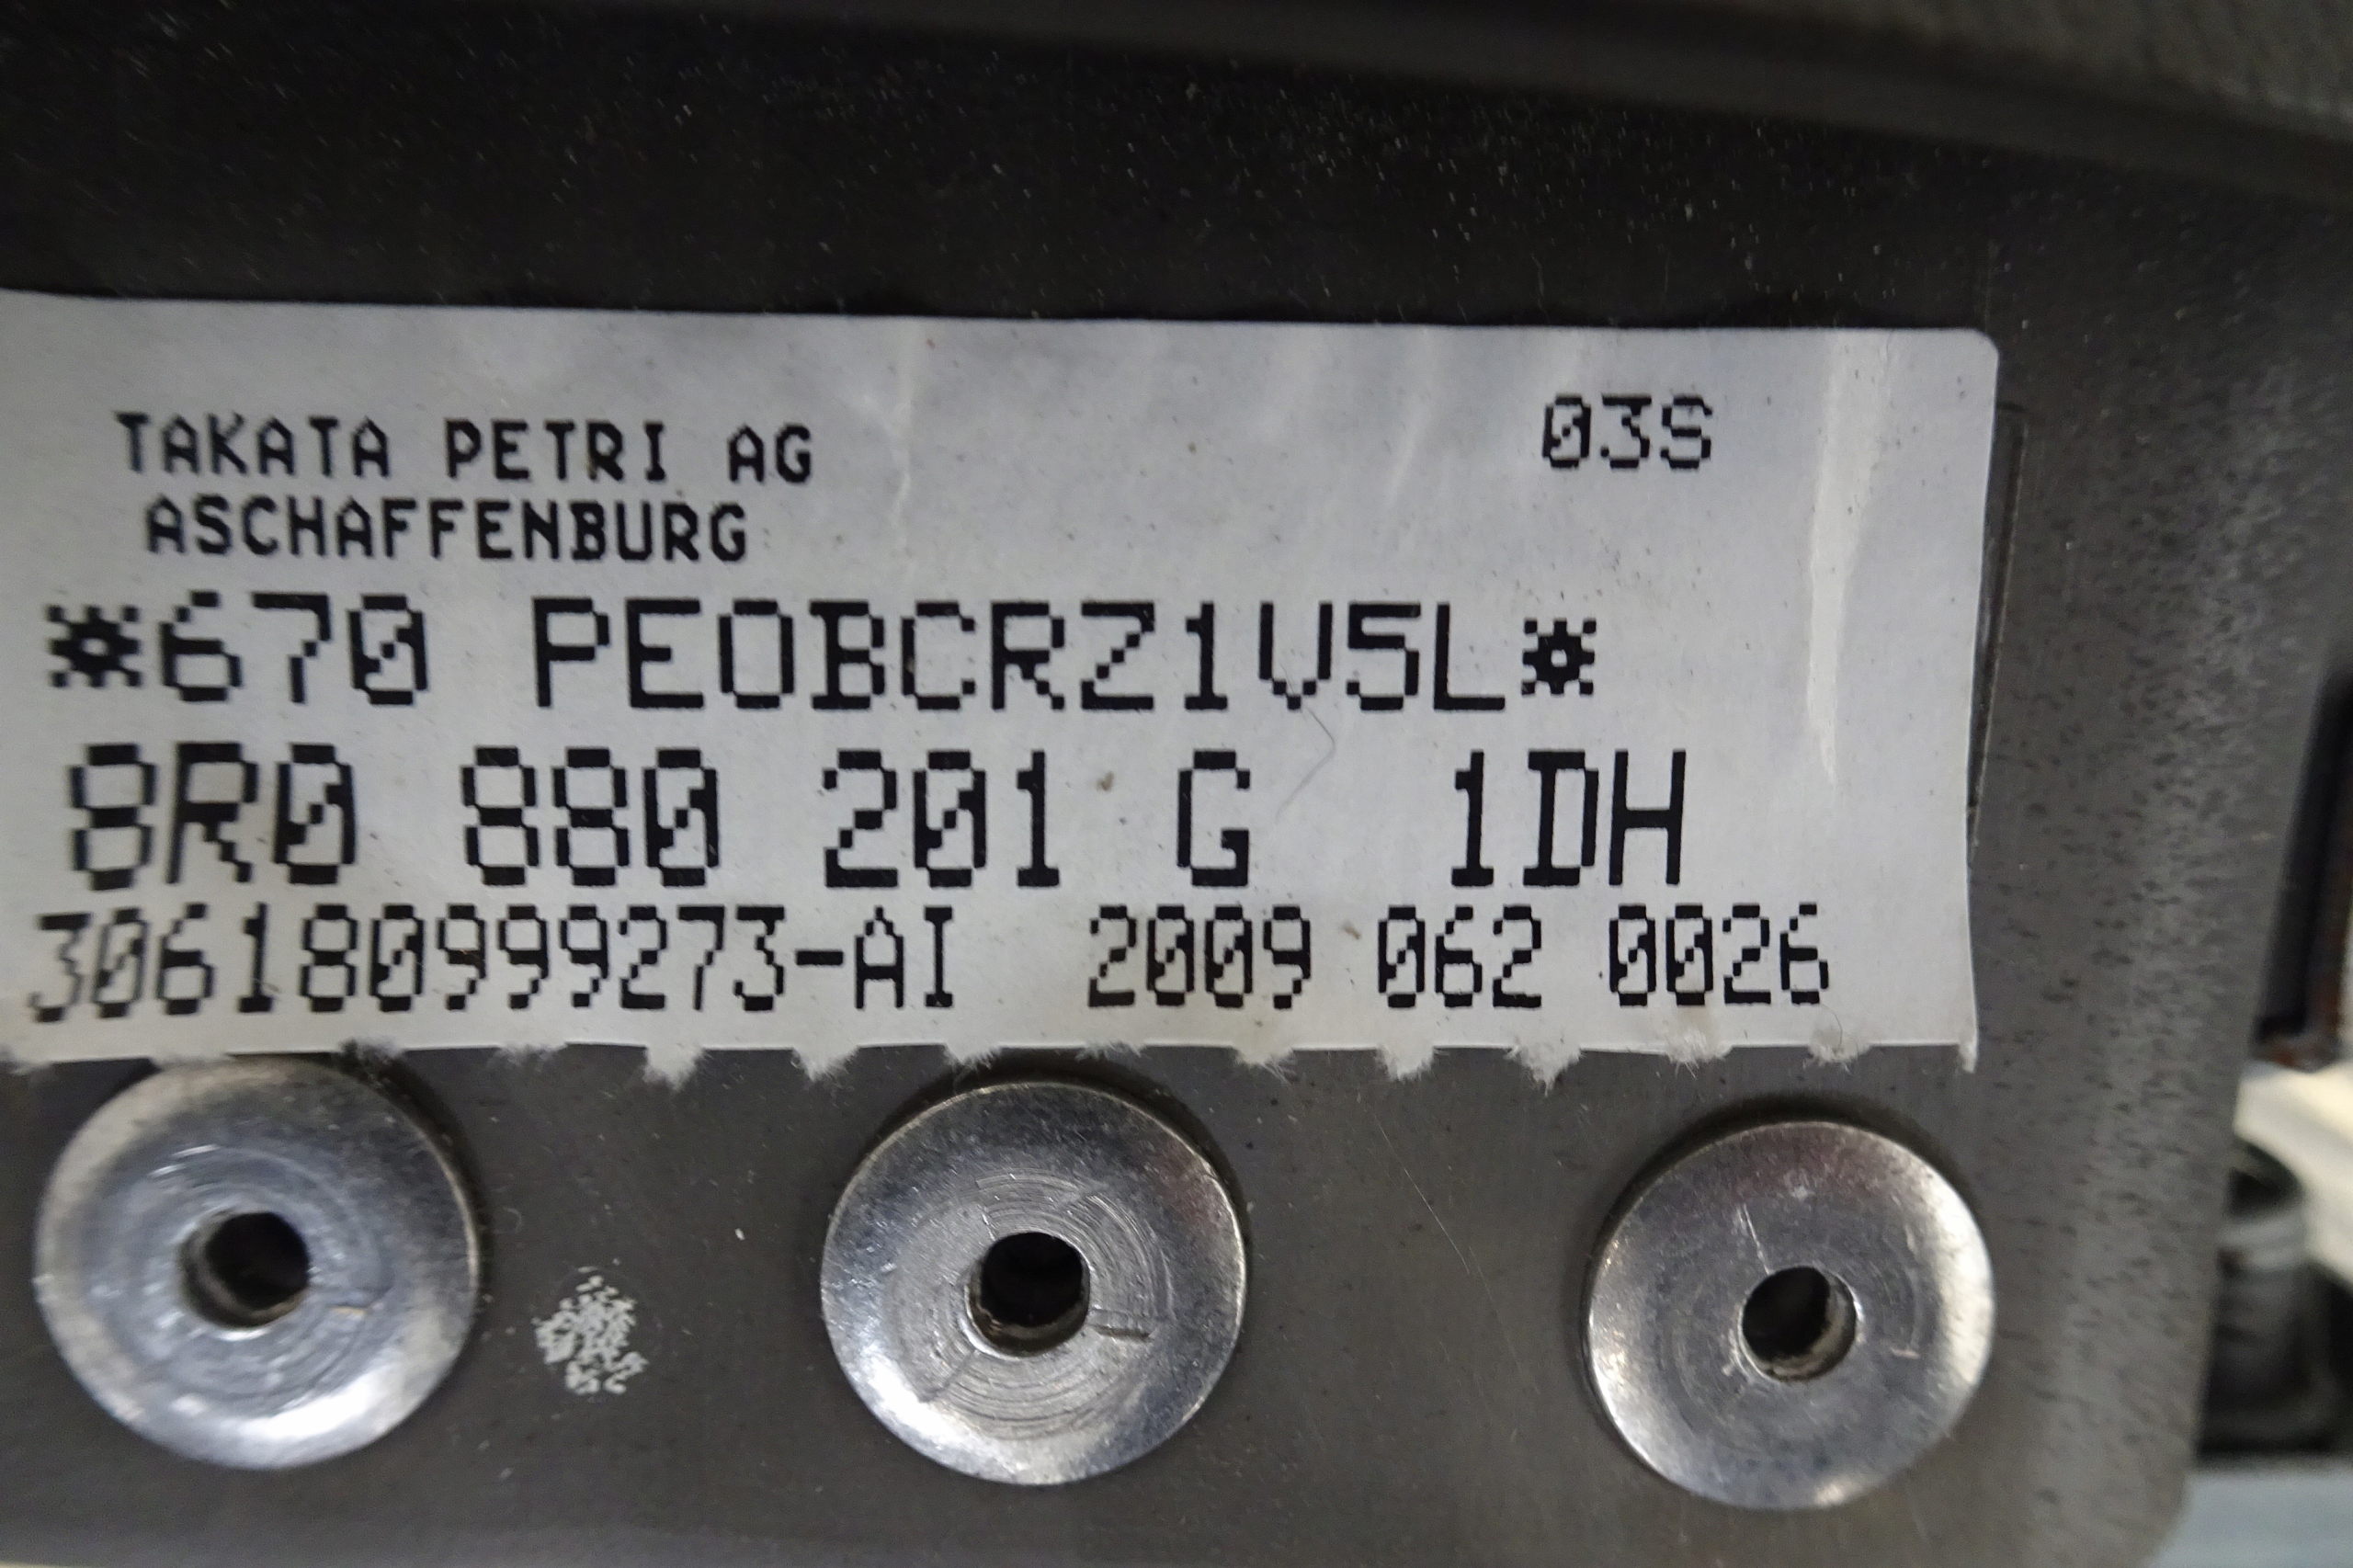 TAKATA PETRI AG 03S
ASCHAFFENBURG
*670 PEOBCRZ1V5L*
8R0 880 201 G 1DH
306180999273-AI 2009 062 0026